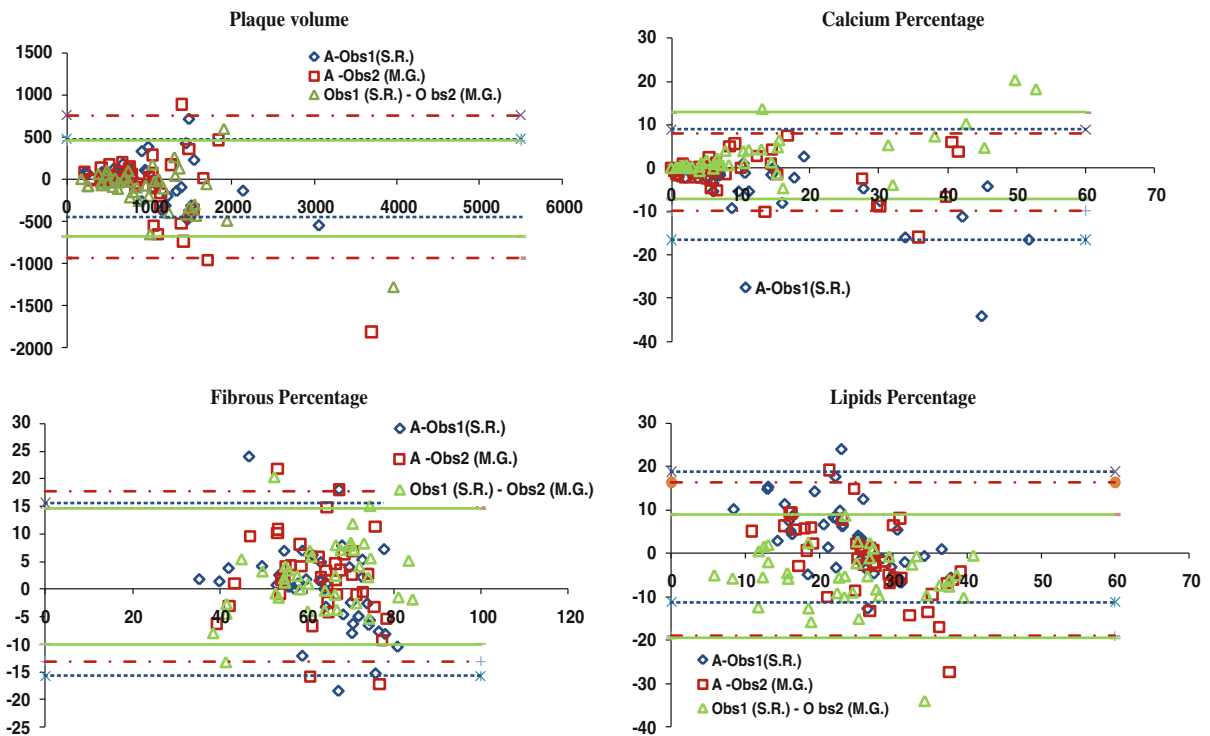 Plaque volume
1500
1000
500
0
-500
-1000
-1500
-2000
0 1000 2000 3000 4000 5000 6000
A-Obs1(S.R.)
A -Obs2 (M.G.)
Obs1 (S.R.) - O bs2 (M.G.)
Calcium Percentage
30
20
10
0
-10
-20
-30
-40
0 10 20 30 40 50 60 70
A-Obs1(S.R.)
Fibrous Percentage
30
25
20
15
10
5
0
-5
-10
-15
-20
-25
0 20 40 60 80 100 120
A-Obs1(S.R.)
A -Obs2 (M.G.)
Obs1 (S.R.) - Obs2 (M.G.)
Lipids Percentage
30
20
10
0
-10
-20
-30
-40
0 10 20 30 40 50 60 70
A-Obs1(S.R.)
A -Obs2 (M.G.)
Obs1 (S.R.) - O bs2 (M.G.)